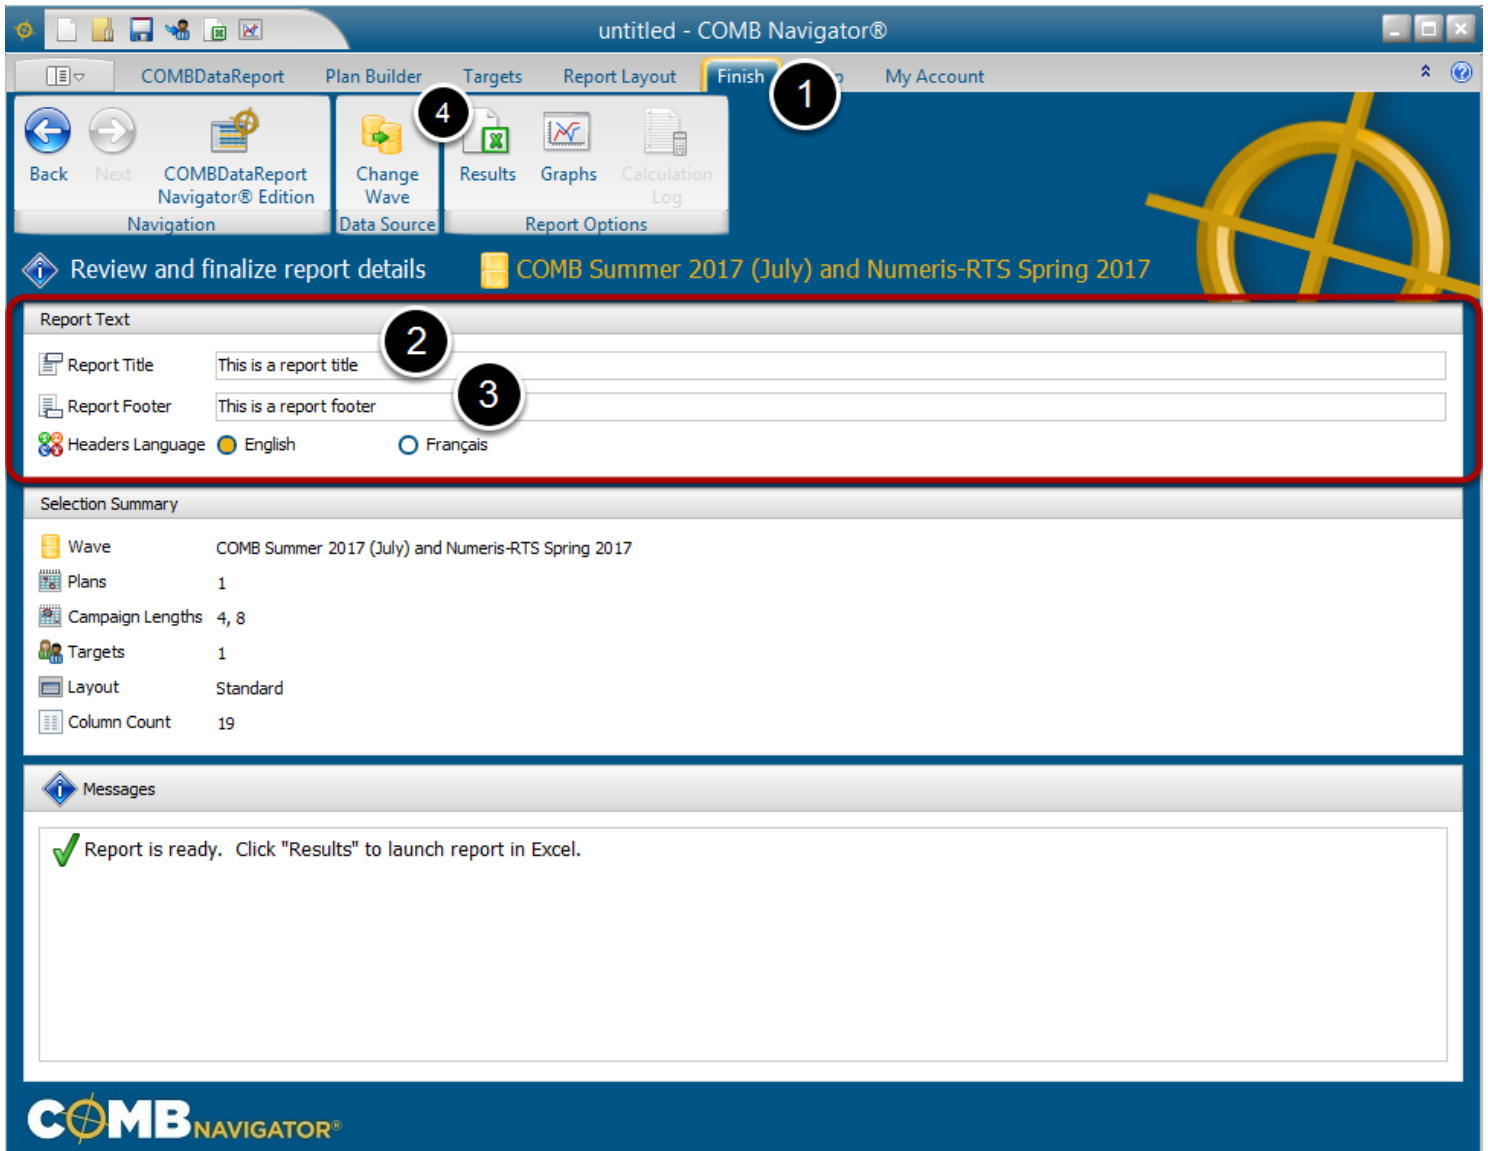 untitled - COMB Navigator®
COMBDataReport Plan Builder Targets Report Layout Finish My Account
1
4
Back Next COMBDataReport Navigator® Edition Change Wave Results Graphs Calculation Log
Navigation Data Source Report Options
Review and finalize report details COMB Summer 2017 (July) and Numeris-RTS Spring 2017
Report Text
2
Report Title This is a report title
3
Report Footer This is a report footer
Headers Language English Français
Selection Summary
Wave COMB Summer 2017 (July) and Numeris-RTS Spring 2017
Plans 1
Campaign Lengths 4, 8
Targets 1
Layout Standard
Column Count 19
Messages
Report is ready. Click "Results" to launch report in Excel.
COMB NAVIGATOR®